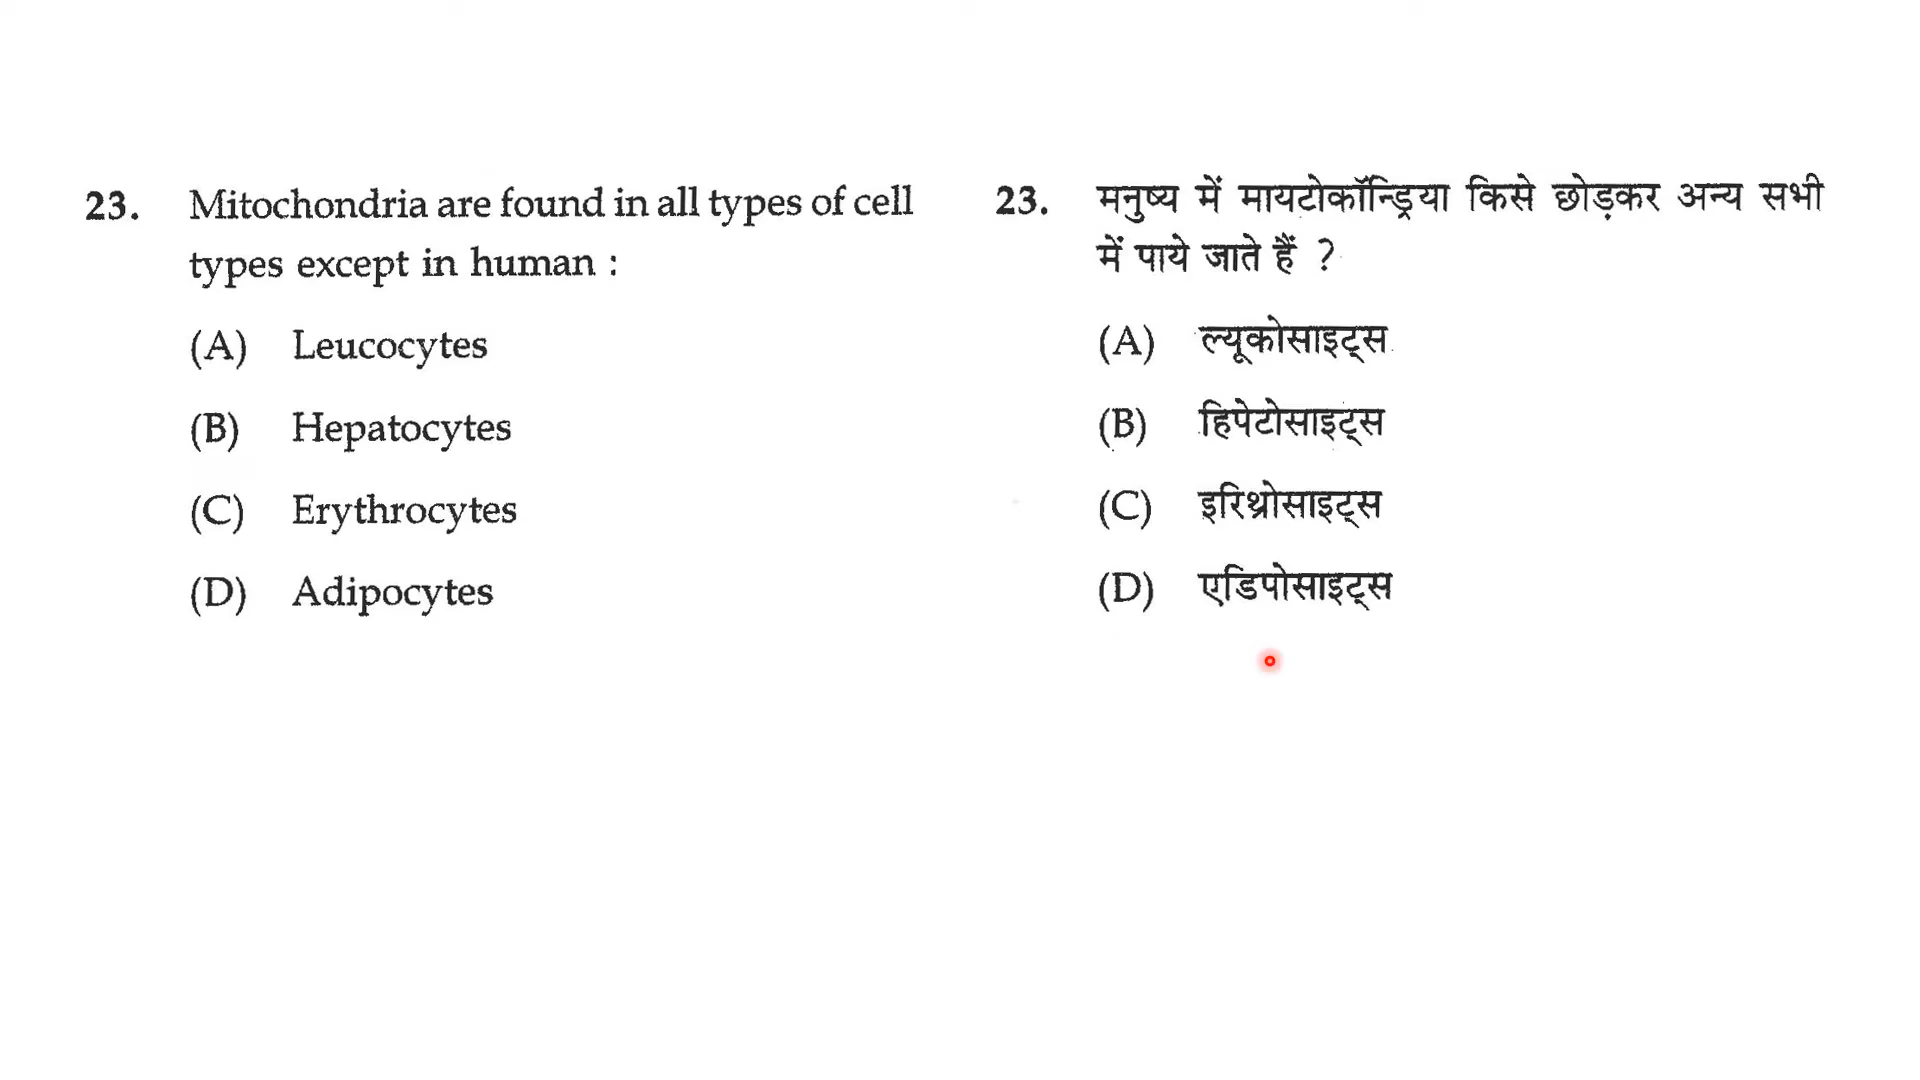 23. Mitochondria are found in all types of cell
types except in human :
(A) Leucocytes
(B) Hepatocytes
(C) Erythrocytes
(D) Adipocytes
23. मनुष्य में मायटोकॉन्ड्रिया किसे छोड़कर अन्य सभी
में पाये जाते हैं ?
(A) ल्यूकोसाइट्स
(B) हिपेटोसाइट्स
(C) इरिथ्रोसाइट्स
(D) एडिपोसाइट्स